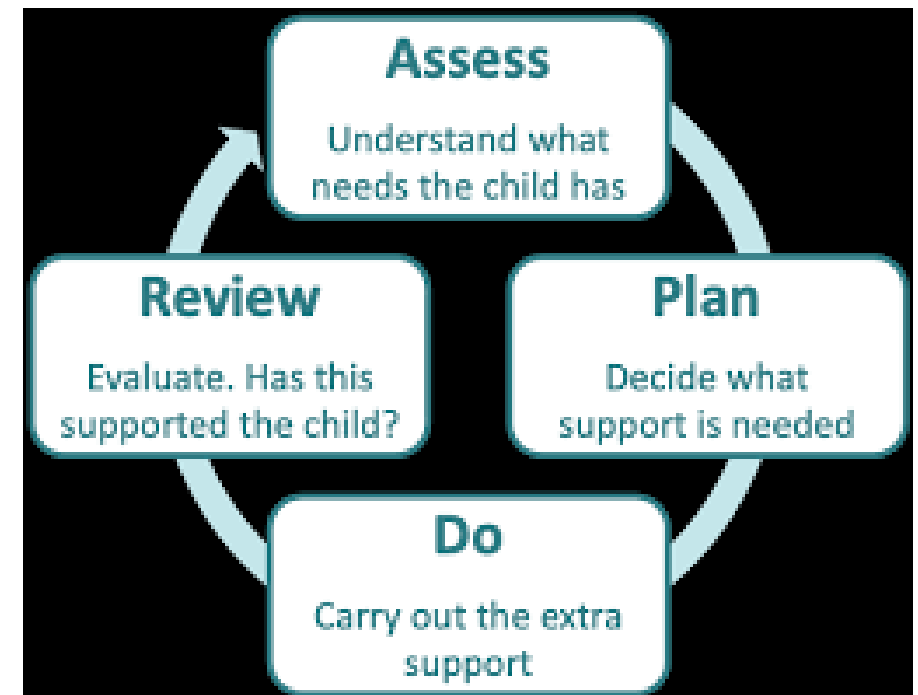 Assess
Understand what
needs the child has
Review
Evaluate. Has this
supported the child?
Plan
Decide what
support is needed
Do
Carry out the extra
support